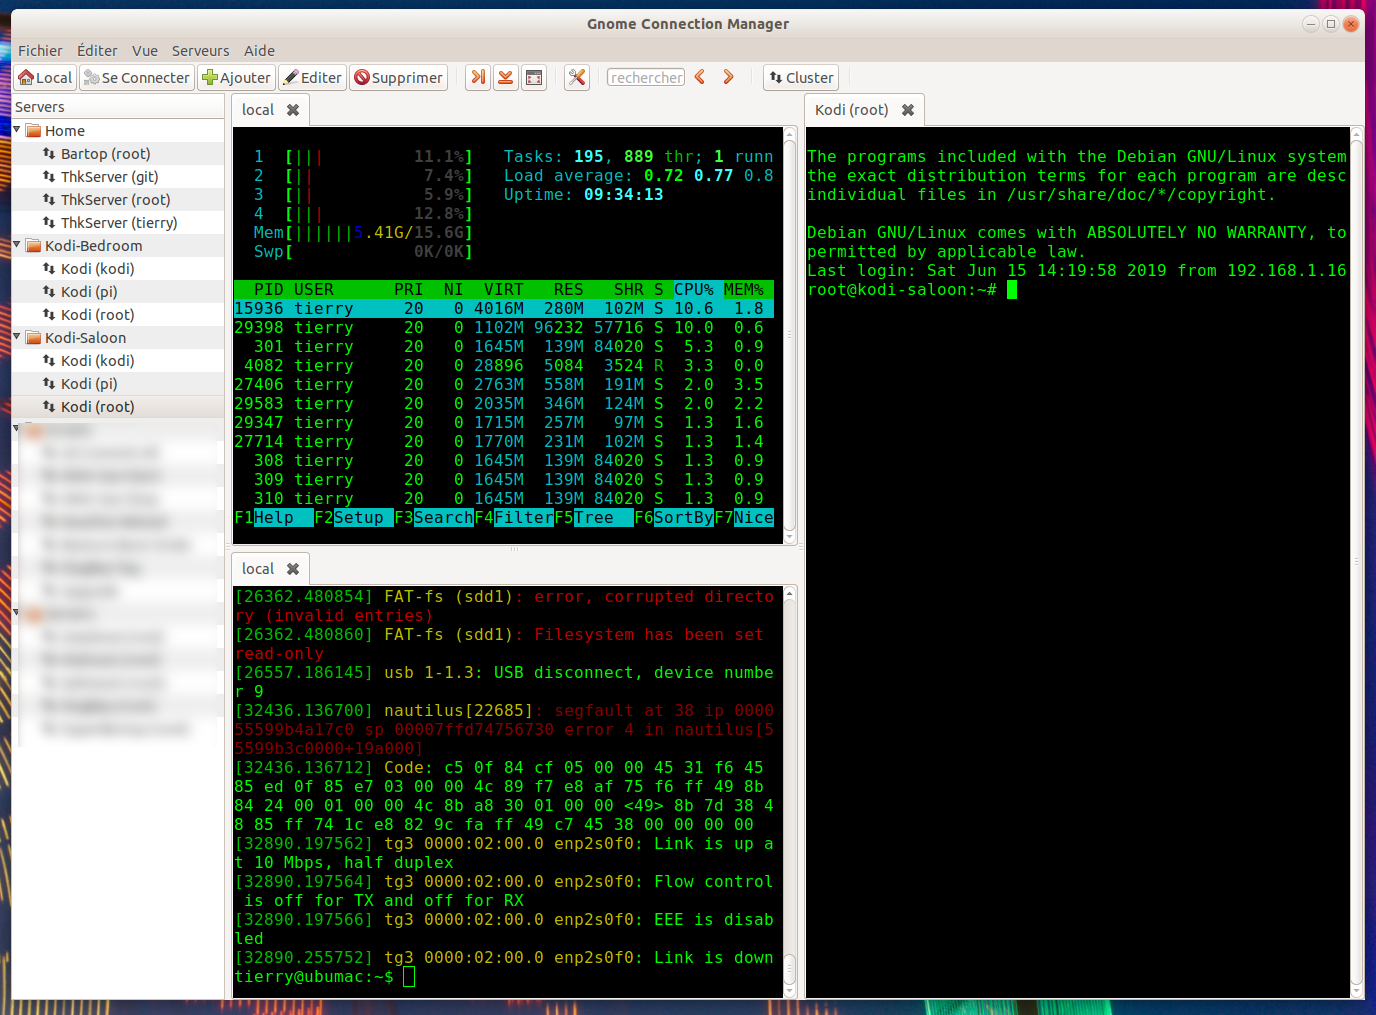 Gnome Connection Manager
Fichier Éditer Vue Serveurs Aide
Local Se Connecter Ajouter Editer Supprimer rechercher Cluster
Servers
Home
Bartop (root)
ThkServer (git)
ThkServer (root)
ThkServer (tierry)
Kodi-Bedroom
Kodi (kodi)
Kodi (pi)
Kodi (root)
Kodi-Saloon
Kodi (kodi)
Kodi (pi)
Kodi (root)
local
1 [||| 11.1%] Tasks: 195, 889 thr; 1 runn
2 [|| 7.4%] Load average: 0.72 0.77 0.8
3 [|| 5.9%] Uptime: 09:34:13
4 [||| 12.8%]
Mem[||||||5.41G/15.6G]
Swp[ 0K/0K]
PID USER PRI NI VIRT RES SHR S CPU% MEM%
15936 tierry 20 0 4016M 280M 102M S 10.6 1.8
29398 tierry 20 0 1102M 96232 57716 S 10.0 0.6
301 tierry 20 0 1645M 139M 84020 S 5.3 0.9
4082 tierry 20 0 28896 5084 3524 R 3.3 0.0
27406 tierry 20 0 2763M 558M 191M S 2.0 3.5
29583 tierry 20 0 2035M 346M 124M S 2.0 2.2
29347 tierry 20 0 1715M 257M 97M S 1.3 1.6
27714 tierry 20 0 1770M 231M 102M S 1.3 1.4
308 tierry 20 0 1645M 139M 84020 S 1.3 0.9
309 tierry 20 0 1645M 139M 84020 S 1.3 0.9
310 tierry 20 0 1645M 139M 84020 S 1.3 0.9
F1Help F2Setup F3SearchF4FilterF5Tree F6SortByF7Nice
local
[26362.480854] FAT-fs (sdd1): error, corrupted directo
ry (invalid entries)
[26362.480860] FAT-fs (sdd1): Filesystem has been set
read-only
[26557.186145] usb 1-1.3: USB disconnect, device numbe
r 9
[32436.136700] nautilus[22685]: segfault at 38 ip 0000
55599b4a17c0 sp 00007ffd74756730 error 4 in nautilus[5
5599b3c0000+19a000]
[32436.136712] Code: c5 0f 84 cf 05 00 00 45 31 f6 45
85 ed 0f 85 e7 03 00 00 4c 89 f7 e8 af 75 f6 ff 49 8b
84 24 00 01 00 00 4c 8b a8 30 01 00 00 <49> 8b 7d 38 4
8 85 ff 74 1c e8 82 9c fa ff 49 c7 45 38 00 00 00 00
[32890.197562] tg3 0000:02:00.0 enp2s0f0: Link is up a
t 10 Mbps, half duplex
[32890.197564] tg3 0000:02:00.0 enp2s0f0: Flow control
is off for TX and off for RX
[32890.197566] tg3 0000:02:00.0 enp2s0f0: EEE is disab
led
[32890.255752] tg3 0000:02:00.0 enp2s0f0: Link is down
tierry@ubumac:~$
Kodi (root)
The programs included with the Debian GNU/Linux system
the exact distribution terms for each program are desc
individual files in /usr/share/doc/*/copyright.
Debian GNU/Linux comes with ABSOLUTELY NO WARRANTY, to
permitted by applicable law.
Last login: Sat Jun 15 14:19:58 2019 from 192.168.1.16
root@kodi-saloon:~#